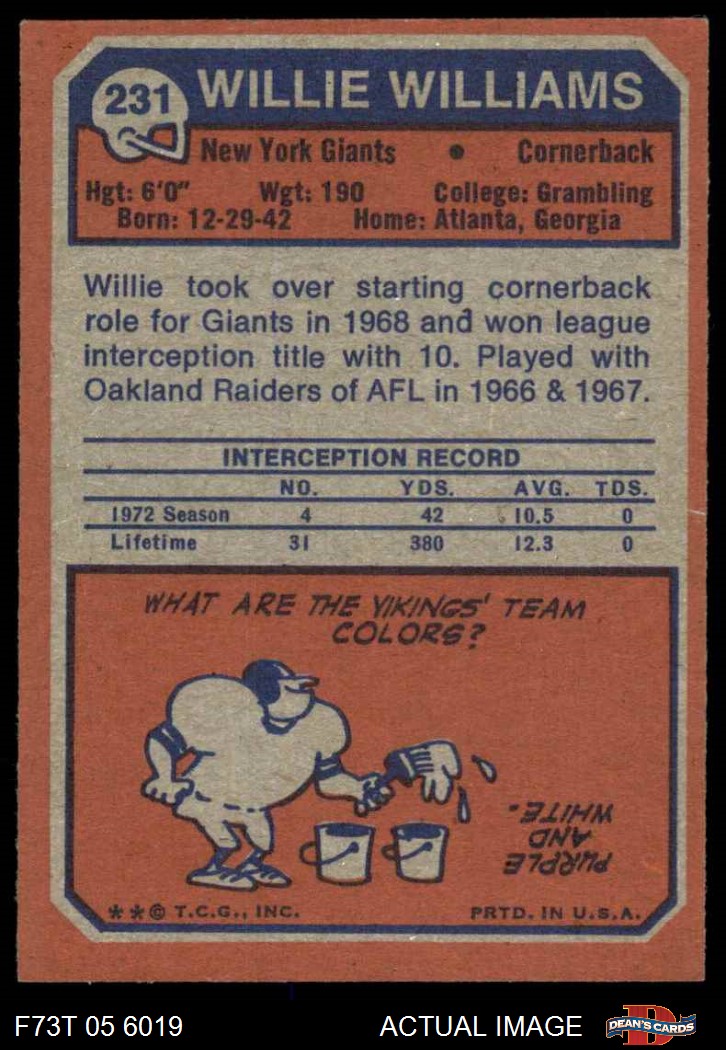 231 WILLIE WILLIAMS
New York Giants • Cornerback
Hgt: 6'0" Wgt: 190 College: Grambling
Born: 12-29-42 Home: Atlanta, Georgia
Willie took over starting cornerback
role for Giants in 1968 and won league
interception title with 10. Played with
Oakland Raiders of AFL in 1966 & 1967.
INTERCEPTION RECORD
NO. YDS. AVG. TDS.
1972 Season 4 42 10.5 0
Lifetime 31 380 12.3 0
WHAT ARE THE VIKINGS' TEAM
COLORS?
PURPLE
AND
WHITE.
**© T.C.G., INC. PRTD. IN U.S.A.
F73T 05 6019 ACTUAL IMAGE D DEAN'S CARDS